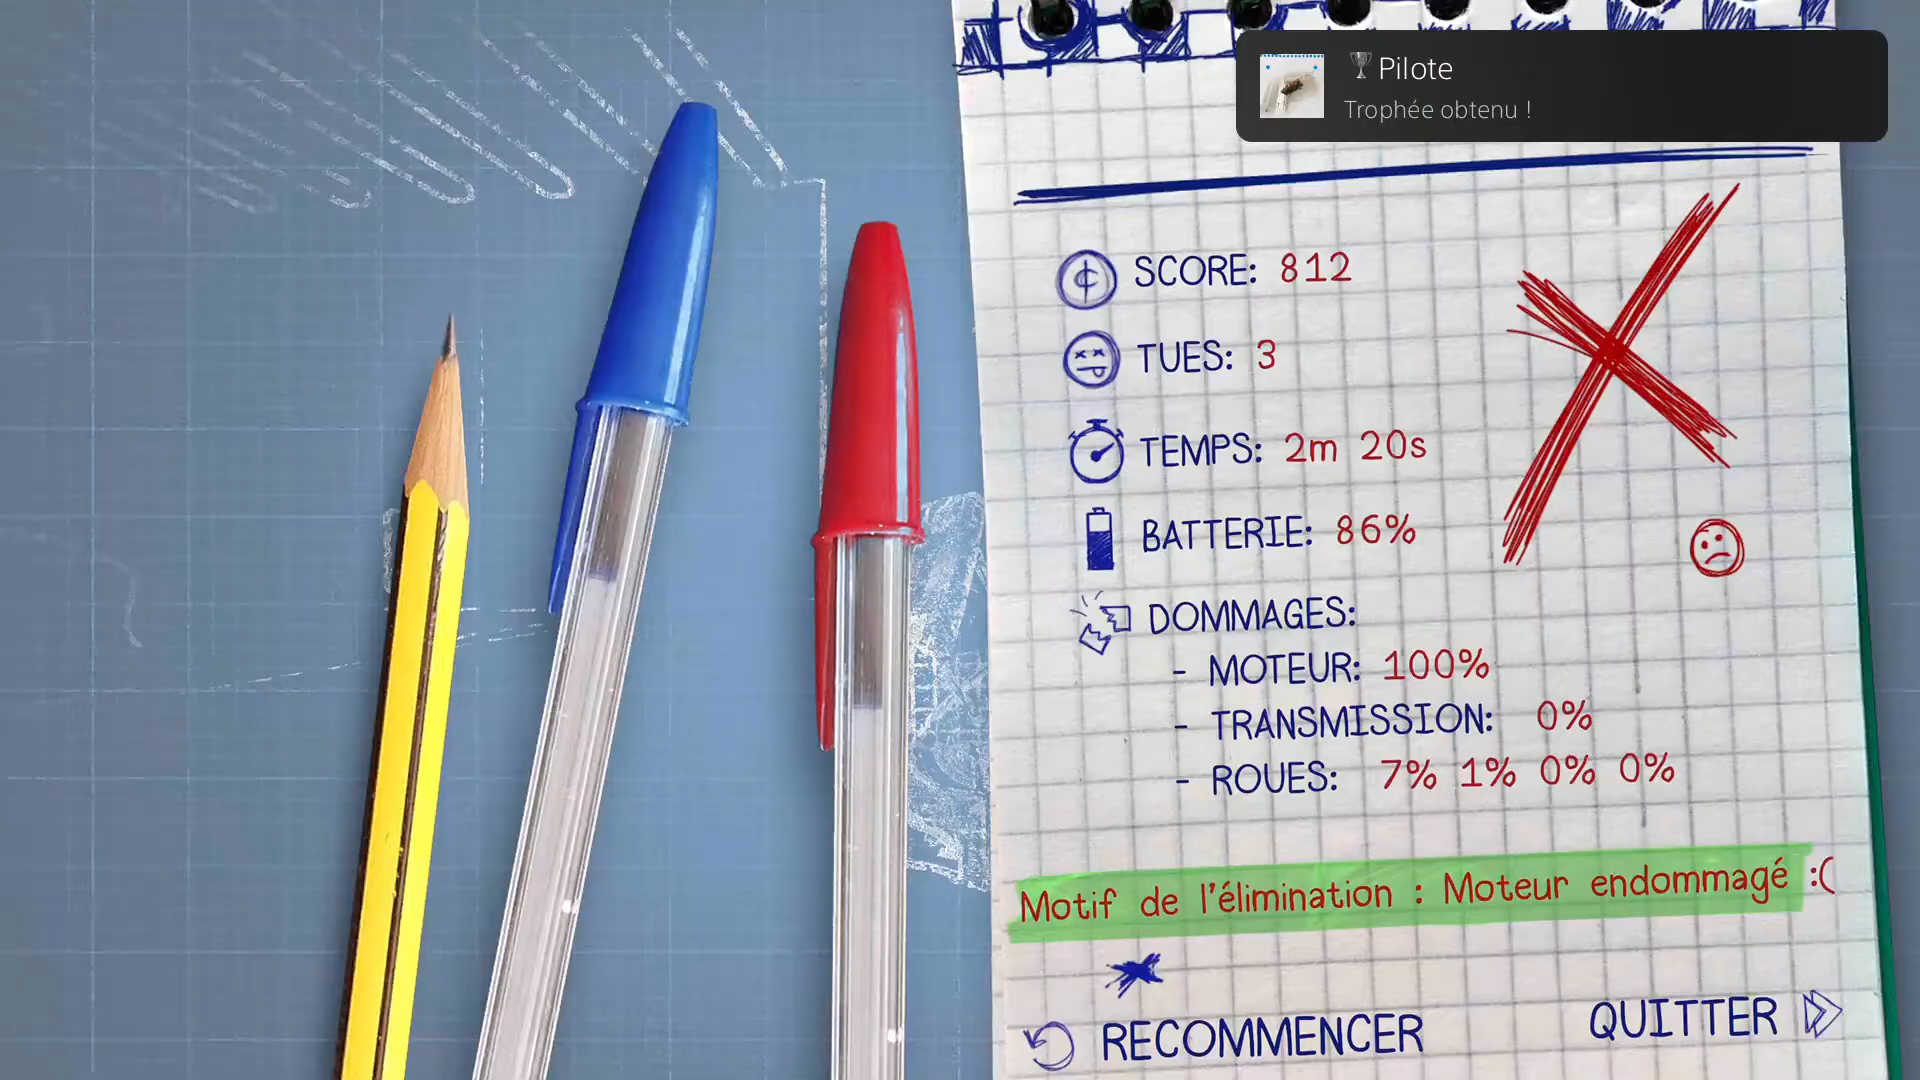 Pilote
Trophée obtenu !
SCORE: 812
TUES: 3
TEMPS: 2m 20s
BATTERIE: 86%
DOMMAGES:
- MOTEUR: 100%
- TRANSMISSION: 0%
- ROUES: 7% 1% 0% 0%
Motif de l'élimination : Moteur endommagé :(
RECOMMENCER
QUITTER